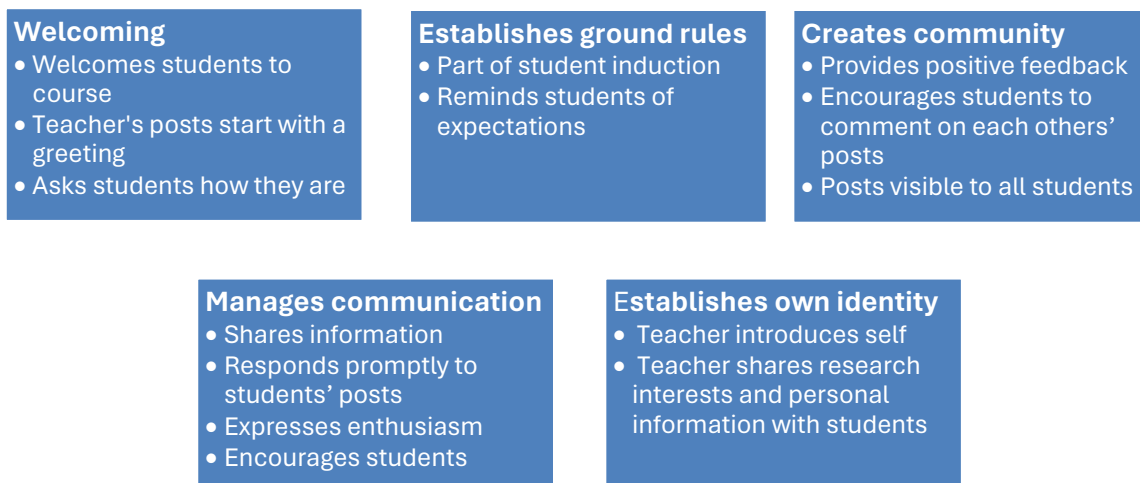 Welcoming
• Welcomes students to
course
• Teacher's posts start with a
greeting
• Asks students how they are
Establishes ground rules
• Part of student induction
• Reminds students of
expectations
Creates community
• Provides positive feedback
• Encourages students to
comment on each others’
posts
• Posts visible to all students
Manages communication
• Shares information
• Responds promptly to
students’ posts
• Expresses enthusiasm
• Encourages students
Establishes own identity
• Teacher introduces self
• Teacher shares research
interests and personal
information with students